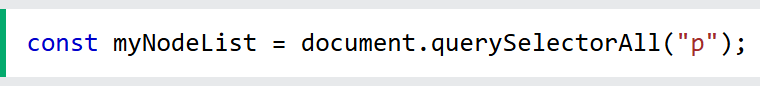 const myNodeList = document.querySelectorAll("p");